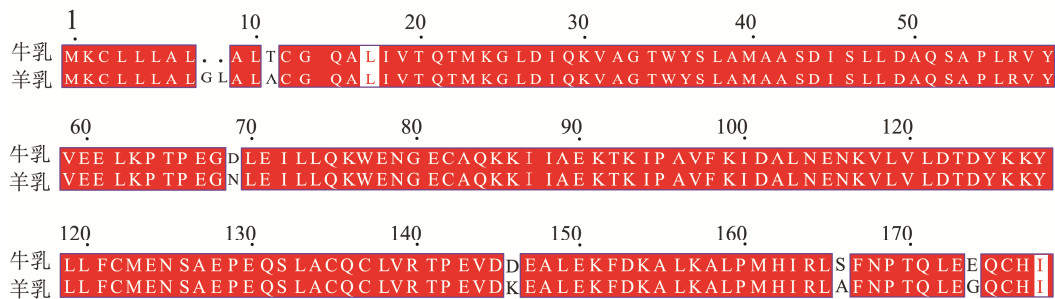 1 10 20 30 40 50
牛乳 MKCLLLAL..ALTCGQALIVTQTMKGLDIQKVAGTWYSLAMAASDISLLDAQSAPLRVY
羊乳 MKCLLLALGLALACGQALIVTQTMKGLDIQKVAGTWYSLAMAASDISLLDAQSAPLRVY
60 70 80 90 100 120
牛乳 VEELKPTPEGDLEILLQKWENGECAQKKIIAEKTKIPAVFKIDALNENKVLVLDTDYKKY
羊乳 VEELKPTPEGNLEILLQKWENGECAQKKIIAEKTKIPAVFKIDALNENKVLVLDTDYKKY
120 130 140 150 160 170
牛乳 LLFCMENSAEPEQSLACQCLVRTPEVDDEALEKFDKALKALPMHIRLSFNPTQLEEQCHI
羊乳 LLFCMENSAEPEQSLACQCLVRTPEVDKEALEKFDKALKALPMHIRLAFNPTQLEGQCHI